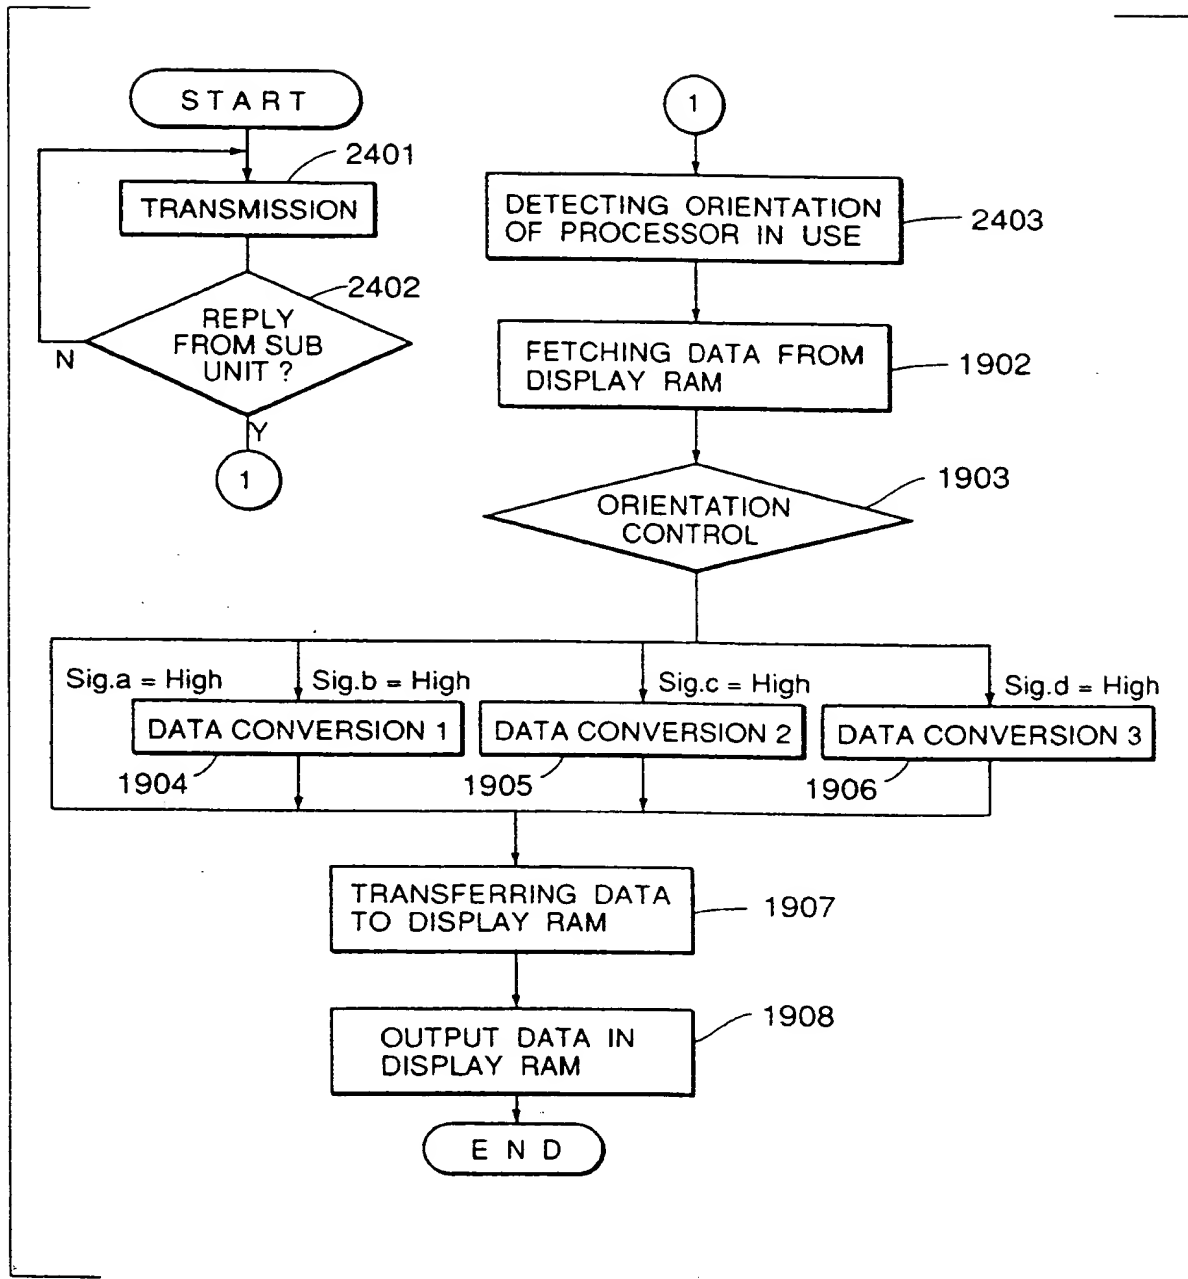 START
2401
TRANSMISSION
2402
REPLY
FROM SUB
UNIT ?
N
Y
1
1
DETECTING ORIENTATION
OF PROCESSOR IN USE
2403
FETCHING DATA FROM
DISPLAY RAM
1902
1903
ORIENTATION
CONTROL
Sig.a = High
Sig.b = High
Sig.c = High
Sig.d = High
DATA CONVERSION 1
DATA CONVERSION 2
DATA CONVERSION 3
1904
1905
1906
TRANSFERRING DATA
TO DISPLAY RAM
1907
OUTPUT DATA IN
DISPLAY RAM
1908
END